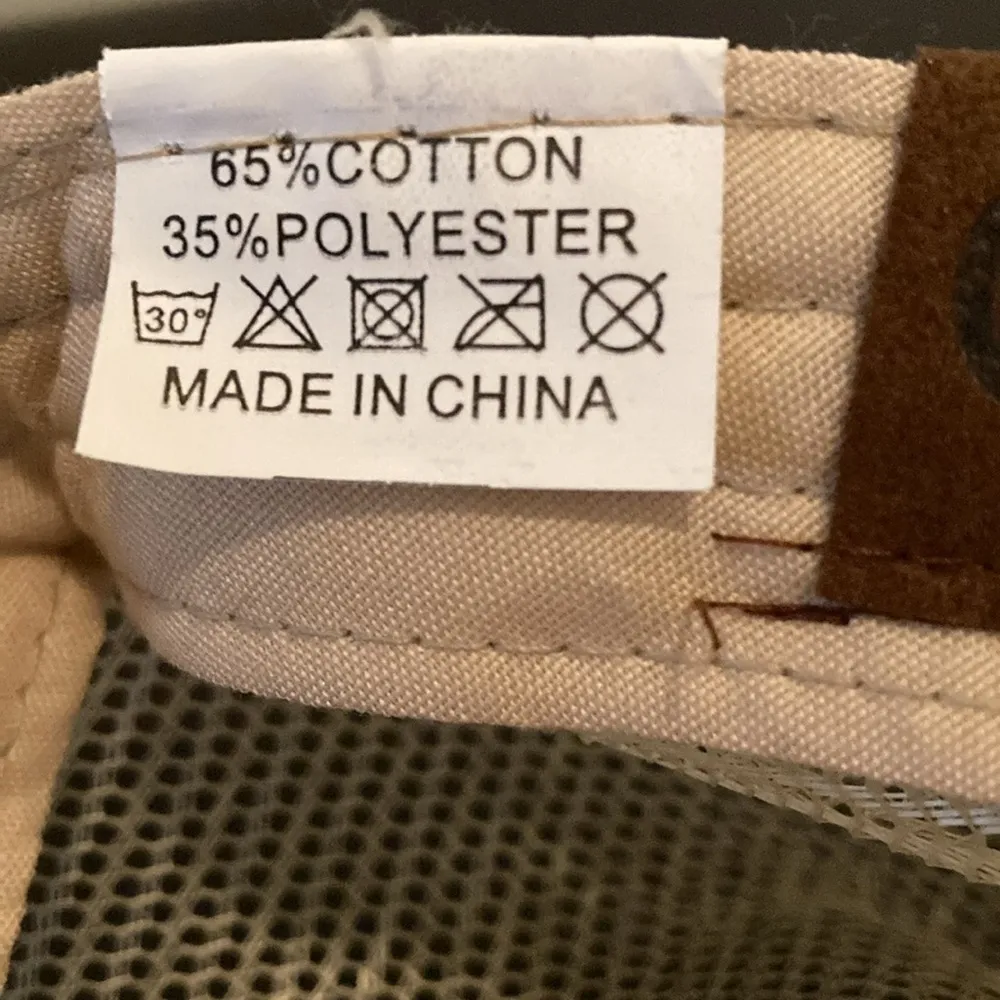 65%COTTON
35%POLYESTER
30°
MADE IN CHINA